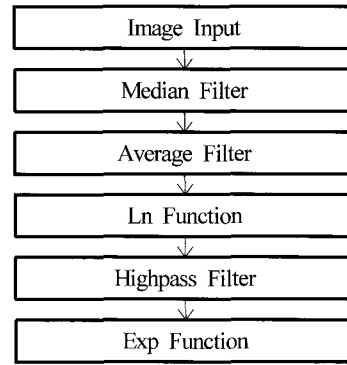 Image Input
Median Filter
Average Filter
Ln Function
Highpass Filter
Exp Function